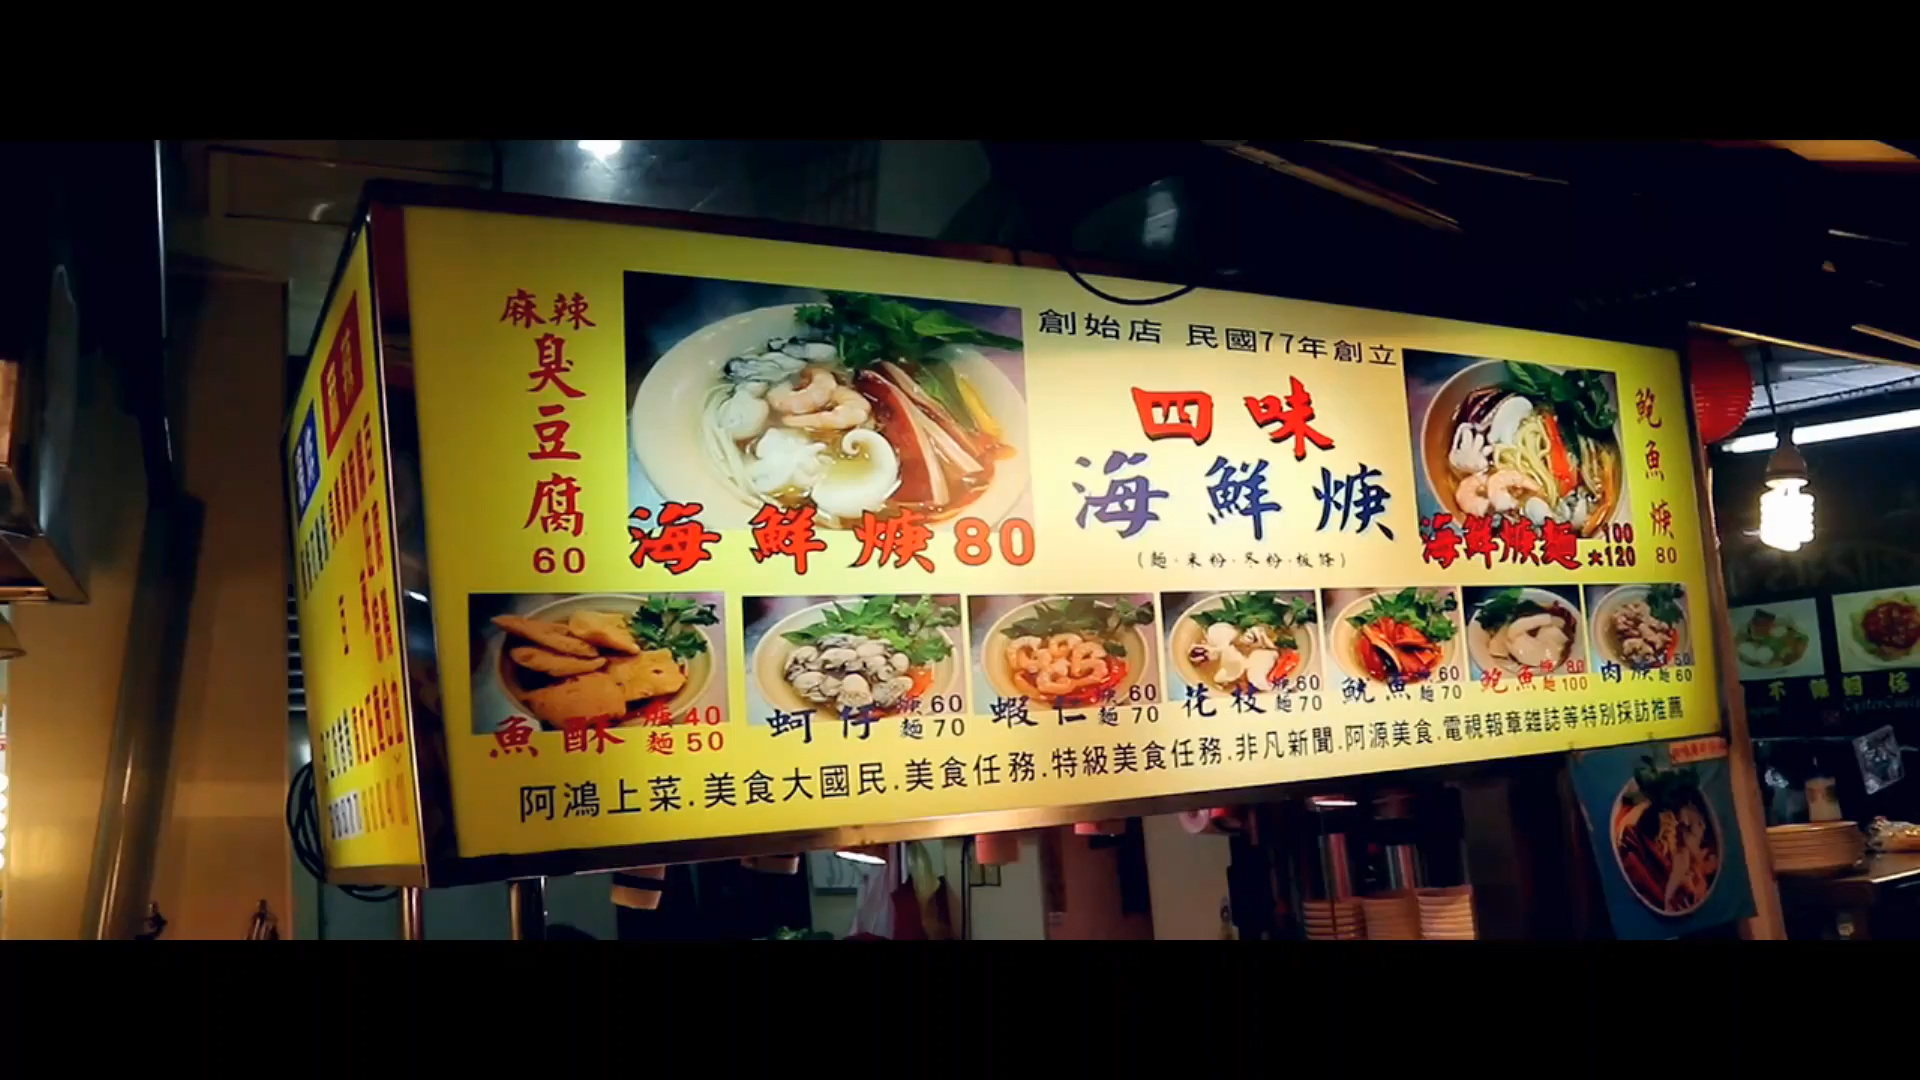 麻辣
臭豆腐
60
海鮮焿80
創始店 民國77年創立
四味
海鮮焿
(麵·米粉·冬粉·板條)
海鮮焿麵 100
大120
鮑魚焿
80
魚酥 焿40
麵50
蚵仔 焿60
麵70
蝦仁 焿60
麵70
花枝 焿60
麵70
魷魚 焿60
麵70
鮑魚 焿80
麵100
肉焿 50
麵60
阿鴻上菜.美食大國民.美食任務.特級美食任務.非凡新聞.阿源美食.電視報章雜誌等特別採訪推薦